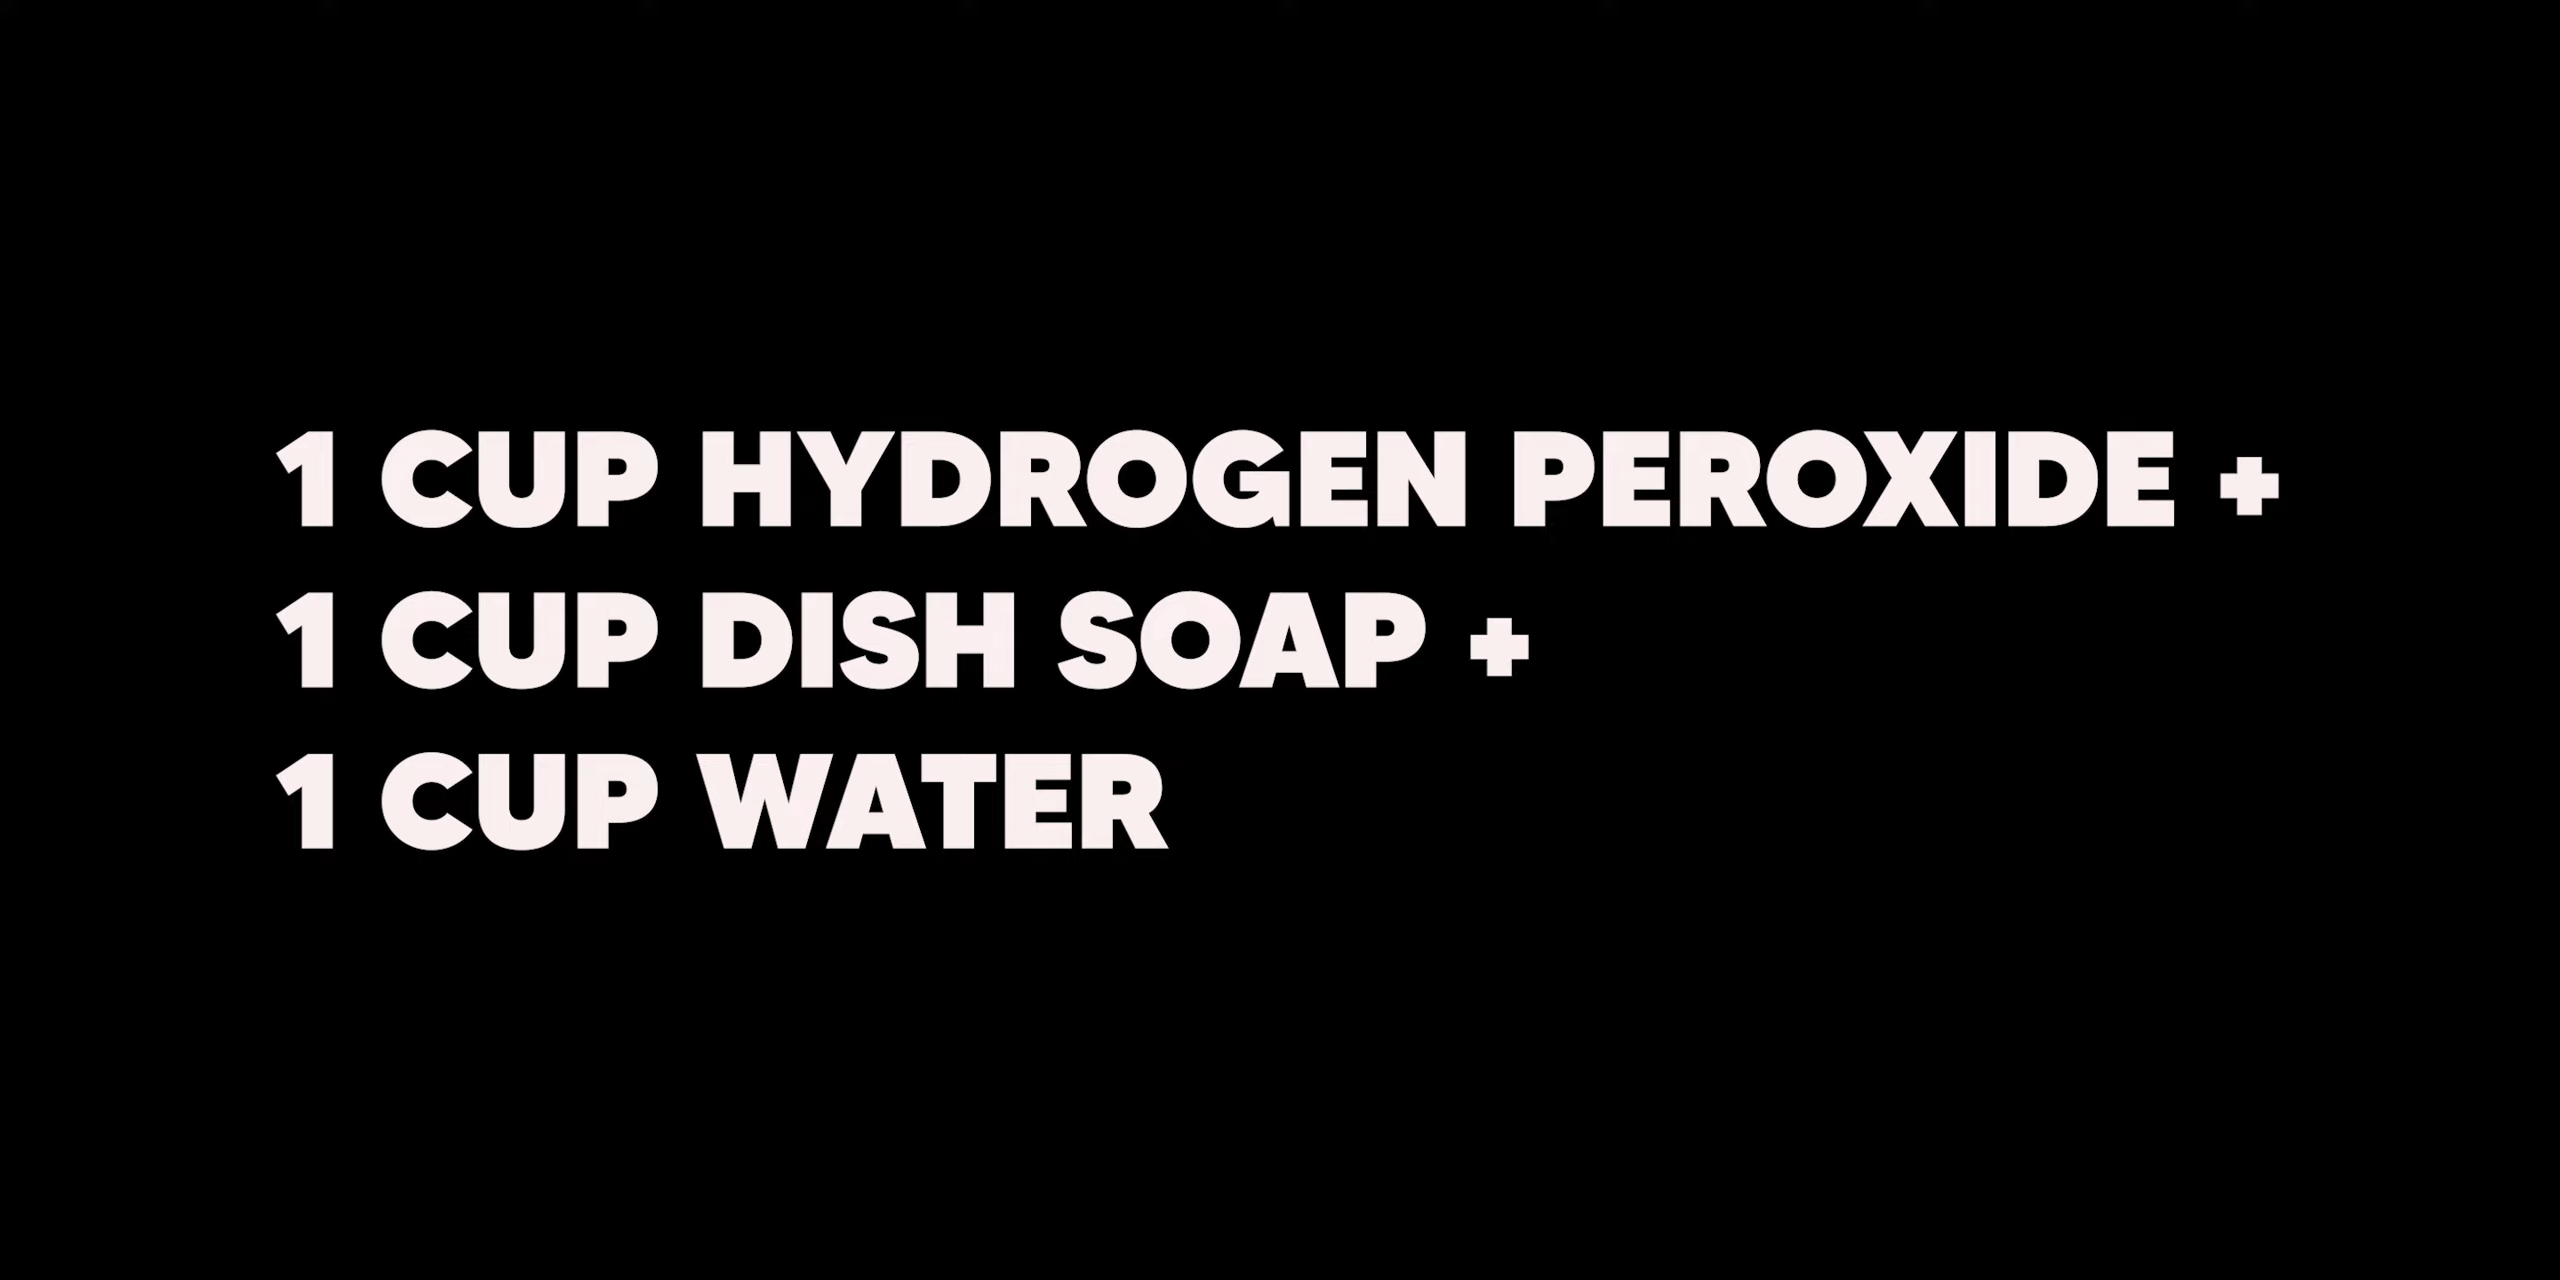 1 CUP HYDROGEN PEROXIDE +
1 CUP DISH SOAP +
1 CUP WATER